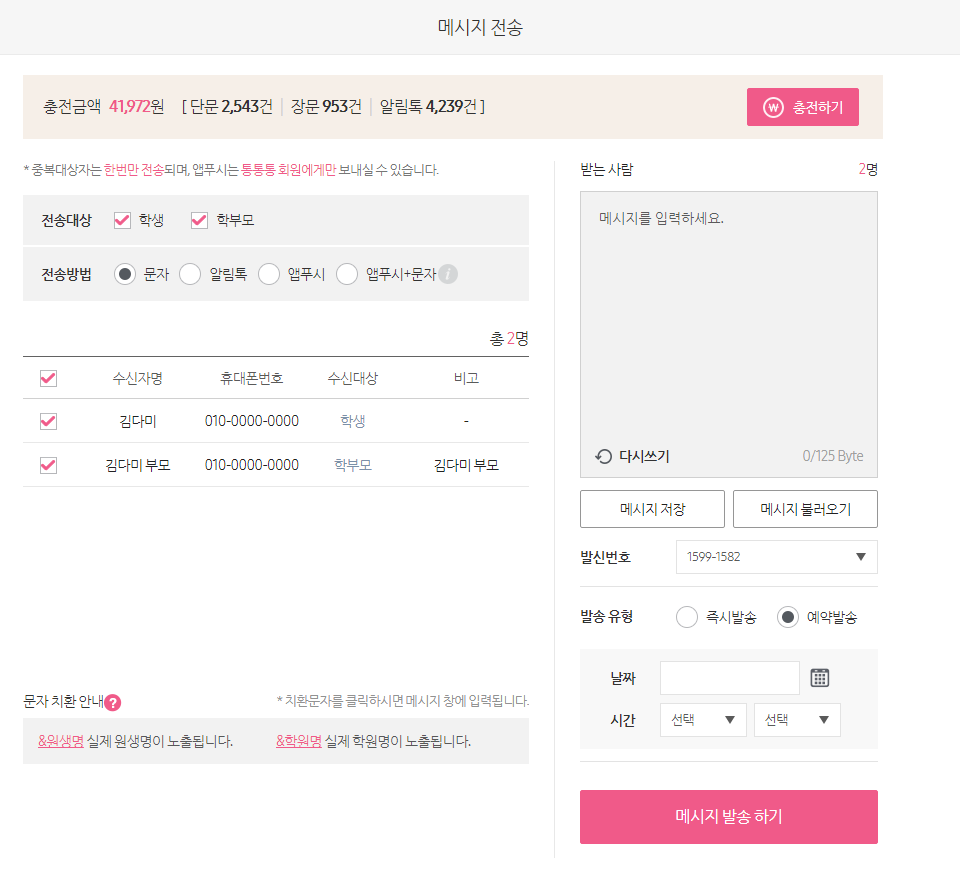 메시지 전송
충전금액 41,972원 [ 단문 2,543건 | 장문 953건 | 알림톡 4,239건 ]
충전하기
* 중복대상자는 한번만 전송되며, 앱푸시는 통통통 회원에게만 보내실 수 있습니다.
전송대상 학생 학부모
전송방법 문자 알림톡 앱푸시 앱푸시+문자 i
총 2명
수신자명 휴대폰번호 수신대상 비고
김다미 010-0000-0000 학생 -
김다미 부모 010-0000-0000 학부모 김다미 부모
문자 치환 안내 ? * 치환문자를 클릭하시면 메시지 창에 입력됩니다.
&원생명 실제 원생명이 노출됩니다. &학원명 실제 학원명이 노출됩니다.
받는 사람 2명
메시지를 입력하세요.
다시쓰기 0/125 Byte
메시지 저장 메시지 불러오기
발신번호 1599-1582
발송 유형 즉시발송 예약발송
날짜
시간 선택 선택
메시지 발송 하기